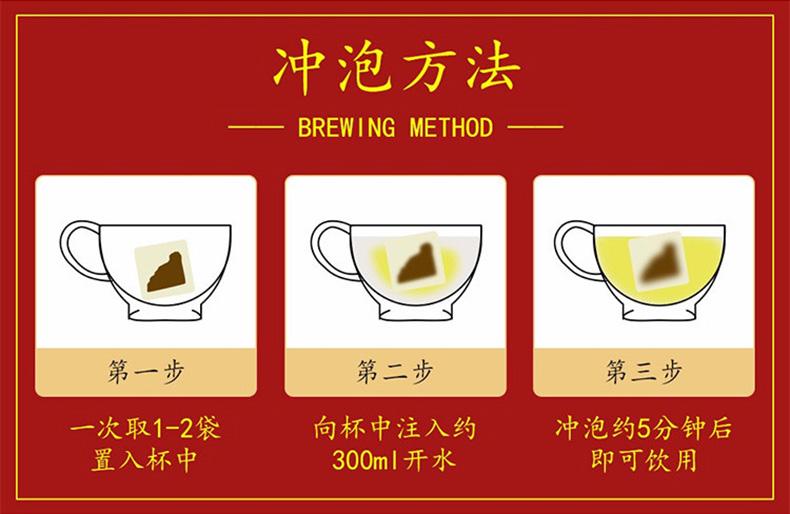 冲泡方法
BREWING METHOD
第一步
第二步
第三步
一次取1-2袋
置入杯中
向杯中注入约
300ml开水
冲泡约5分钟后
即可饮用